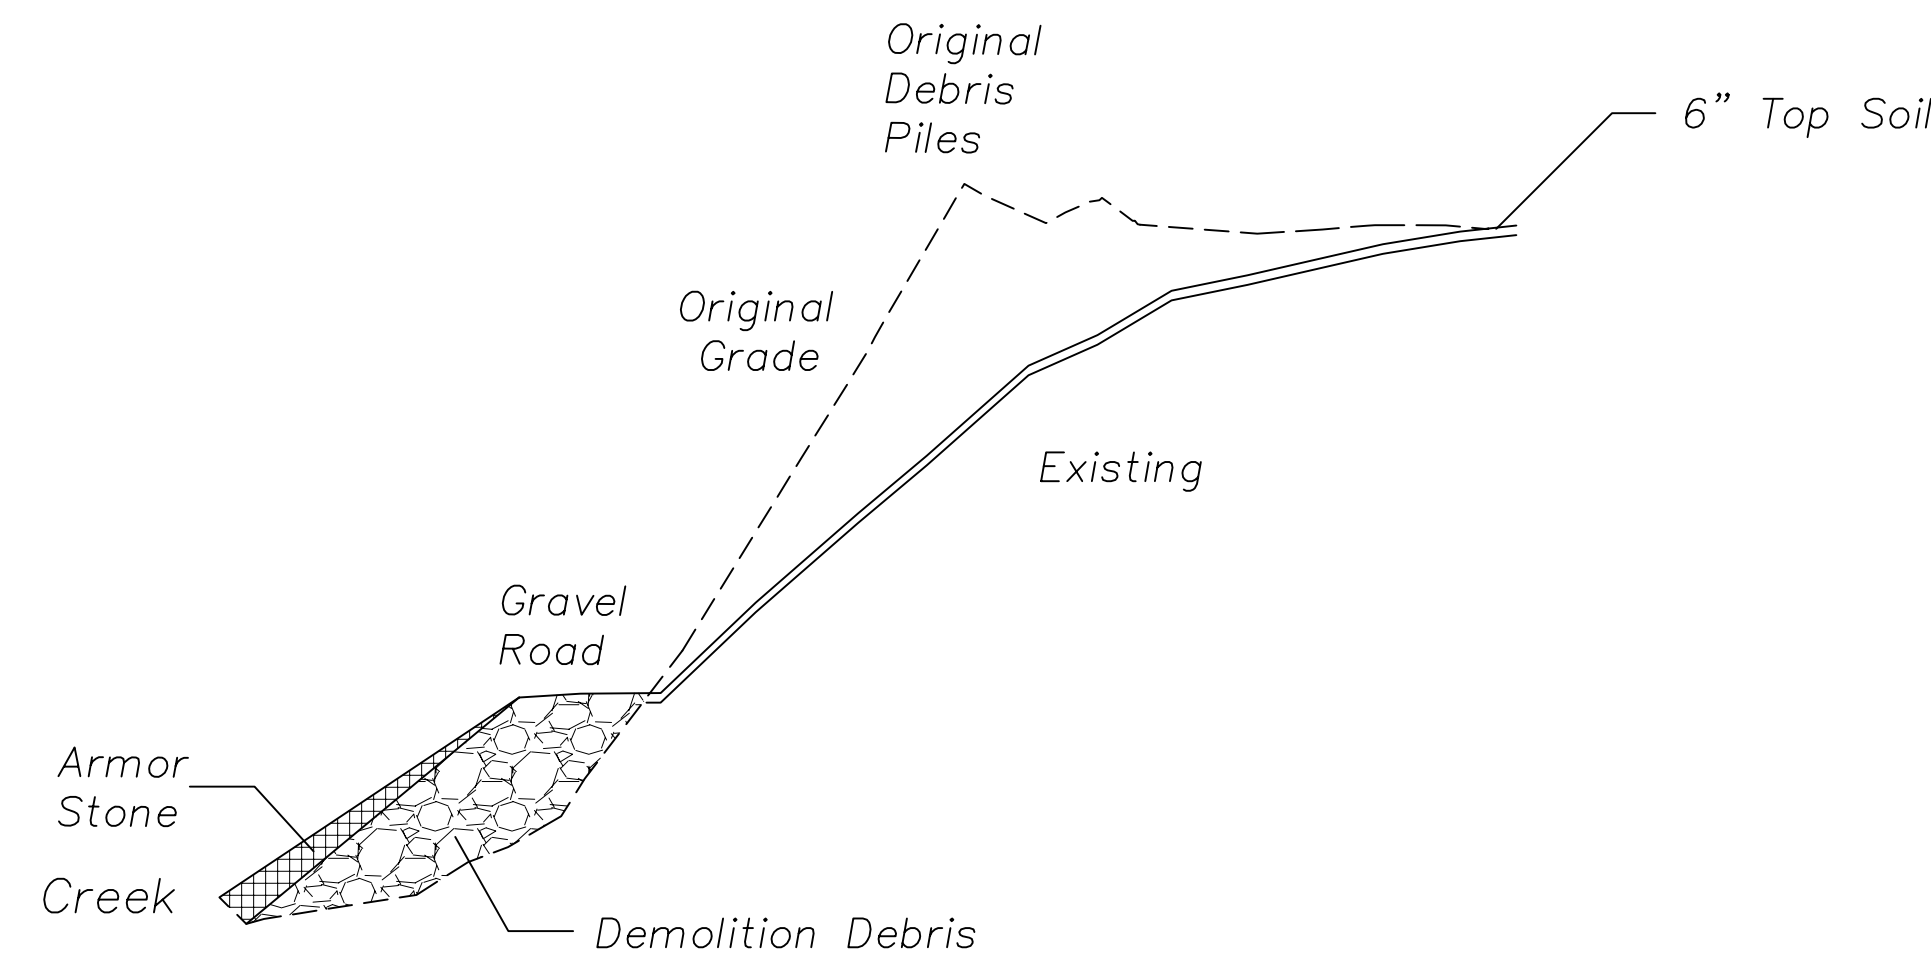 Original
Debris
Piles
6” Top Soil
Original
Grade
Existing
Gravel
Road
Armor
Stone
Creek
Demolition Debris